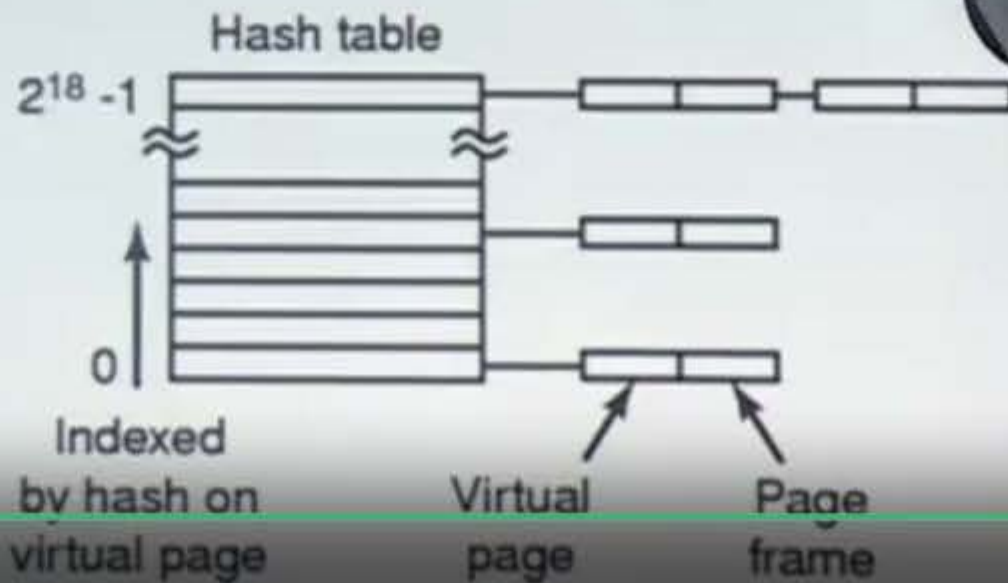 Hash table
2¹⁸ -1
0
Indexed
by hash on
virtual page
Virtual
page
Page
frame